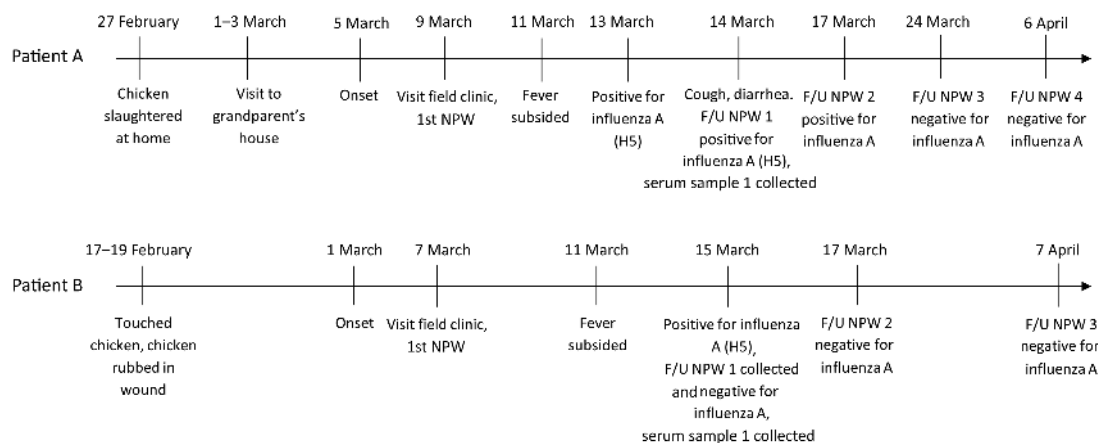 27 February 1–3 March 5 March 9 March 11 March 13 March 14 March 17 March 24 March 6 April
Patient A
Chicken slaughtered at home
Visit to grandparent's house
Onset
Visit field clinic, 1st NPW
Fever subsided
Positive for influenza A (H5)
Cough, diarrhea. F/U NPW 1 positive for influenza A (H5), serum sample 1 collected
F/U NPW 2 positive for influenza A
F/U NPW 3 negative for influenza A
F/U NPW 4 negative for influenza A
17–19 February 1 March 7 March 11 March 15 March 17 March 7 April
Patient B
Touched chicken, chicken rubbed in wound
Onset
Visit field clinic, 1st NPW
Fever subsided
Positive for influenza A (H5), F/U NPW 1 collected and negative for influenza A, serum sample 1 collected
F/U NPW 2 negative for influenza A
F/U NPW 3 negative for influenza A